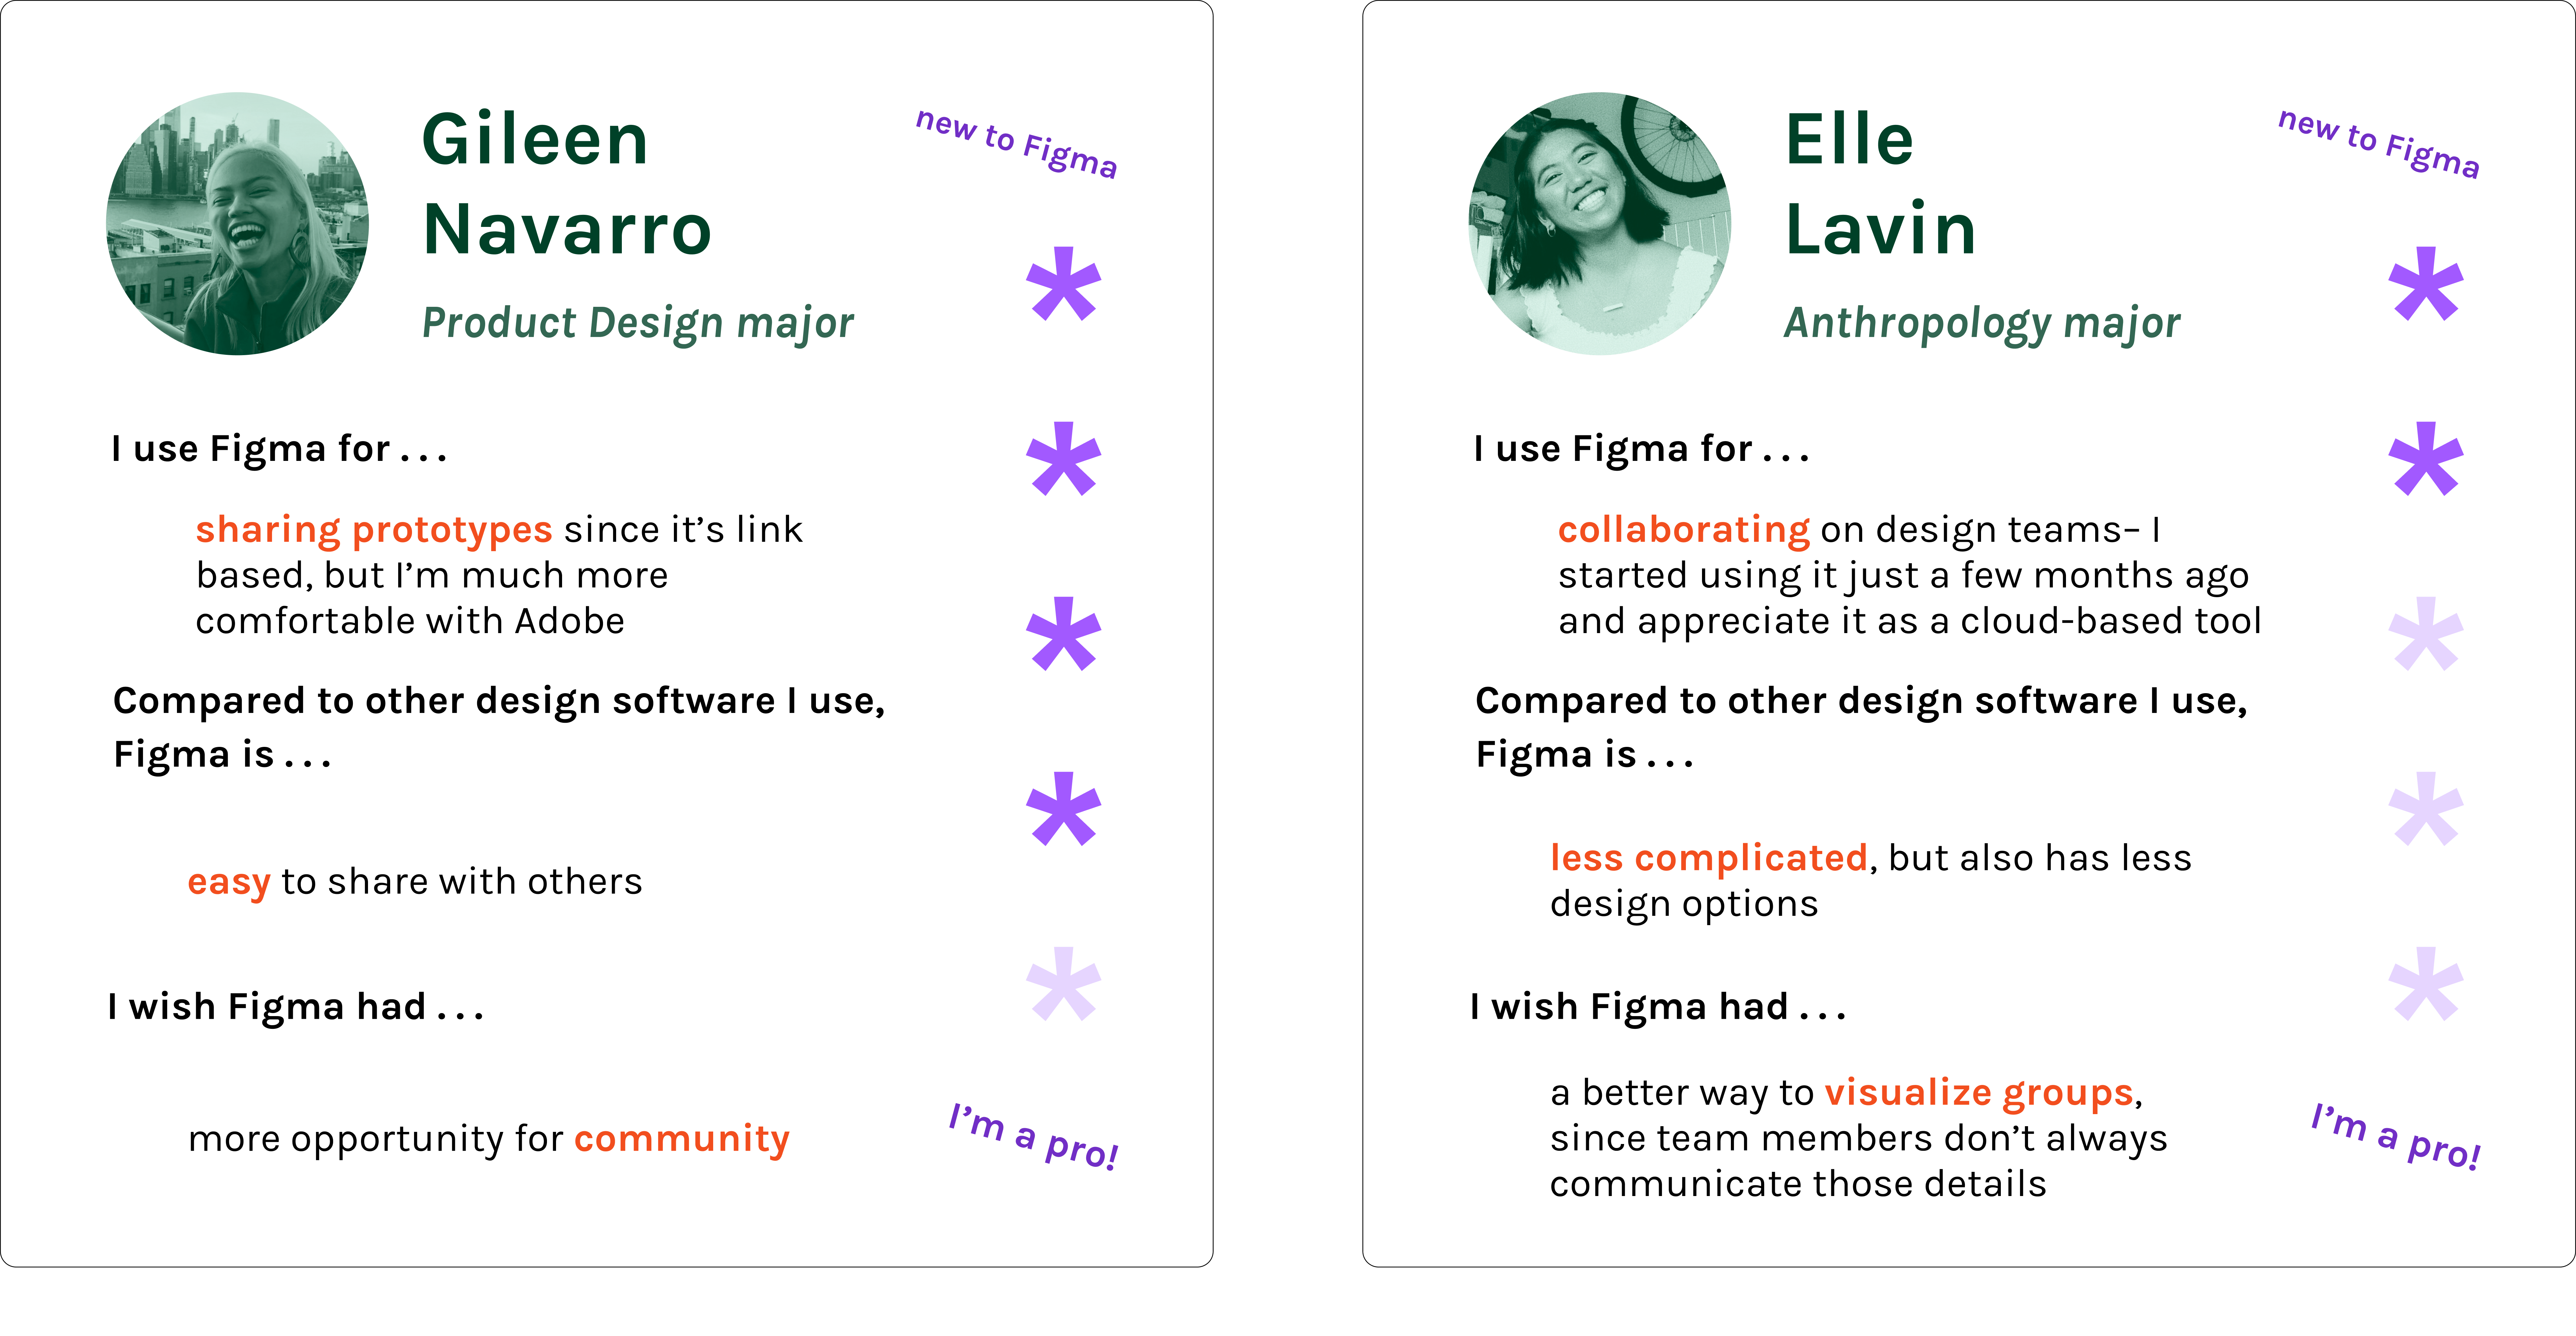 Gileen
Navarro
Product Design major
new to Figma
*
*
*
*
*
I'm a pro!
I use Figma for . . .
sharing prototypes since it’s link
based, but I’m much more
comfortable with Adobe
Compared to other design software I use,
Figma is . . .
easy to share with others
I wish Figma had . . .
more opportunity for community
Elle
Lavin
Anthropology major
new to Figma
*
*
*
*
*
I’m a pro!
I use Figma for . . .
collaborating on design teams– I
started using it just a few months ago
and appreciate it as a cloud-based tool
Compared to other design software I use,
Figma is . . .
less complicated, but also has less
design options
I wish Figma had . . .
a better way to visualize groups,
since team members don’t always
communicate those details